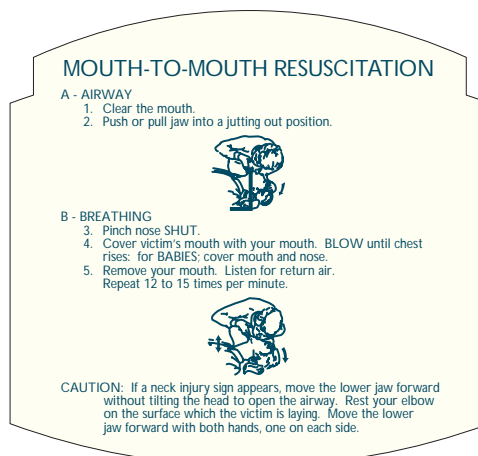 MOUTH-TO-MOUTH RESUSCITATION
A - AIRWAY
1. Clear the mouth.
2. Push or pull jaw into a jutting out position.
B - BREATHING
3. Pinch nose SHUT.
4. Cover victim's mouth with your mouth. BLOW until chest
rises: for BABIES; cover mouth and nose.
5. Remove your mouth. Listen for return air.
Repeat 12 to 15 times per minute.
CAUTION: If a neck injury sign appears, move the lower jaw forward
without tilting the head to open the airway. Rest your elbow
on the surface which the victim is laying. Move the lower
jaw forward with both hands, one on each side.